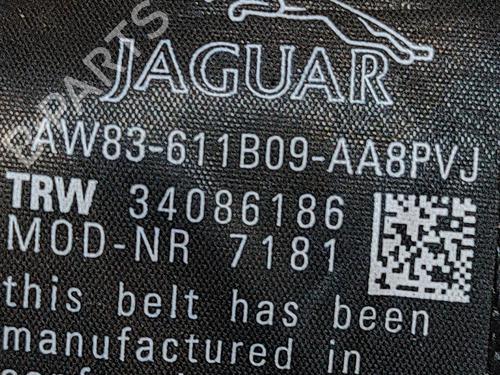 JAGUAR
AW83-611B09-AA8PVJ
TRW 34086186
MOD-NR 7181
this belt has been
manufactured in